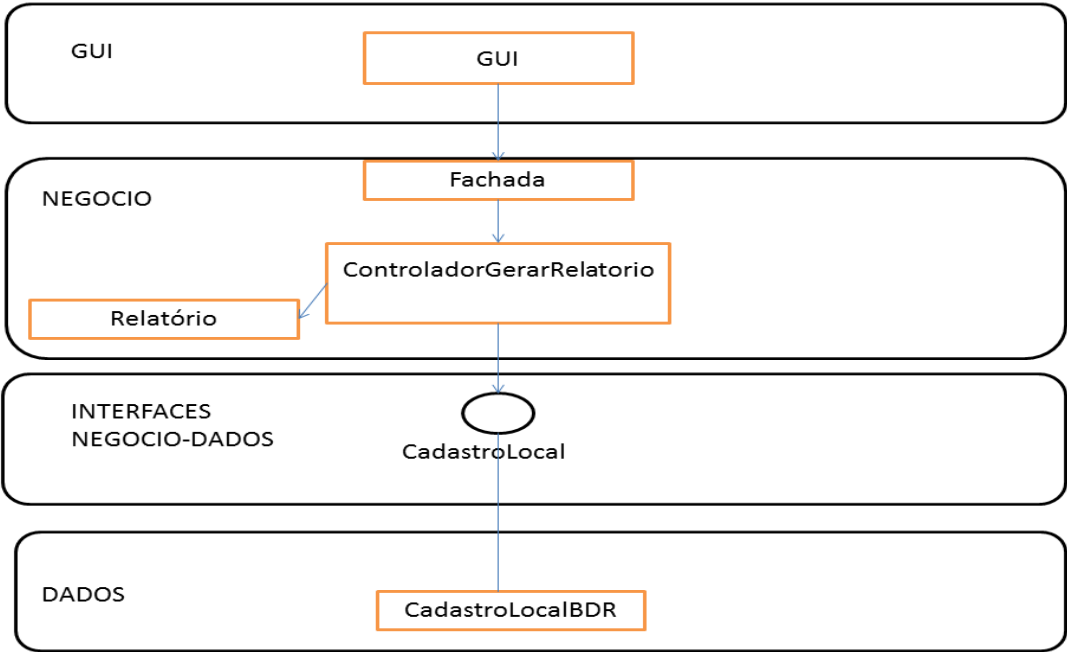 GUI
GUI
NEGOCIO
Fachada
ControladorGerarRelatorio
Relatório
INTERFACES
NEGOCIO-DADOS
CadastroLocal
DADOS
CadastroLocalBDR